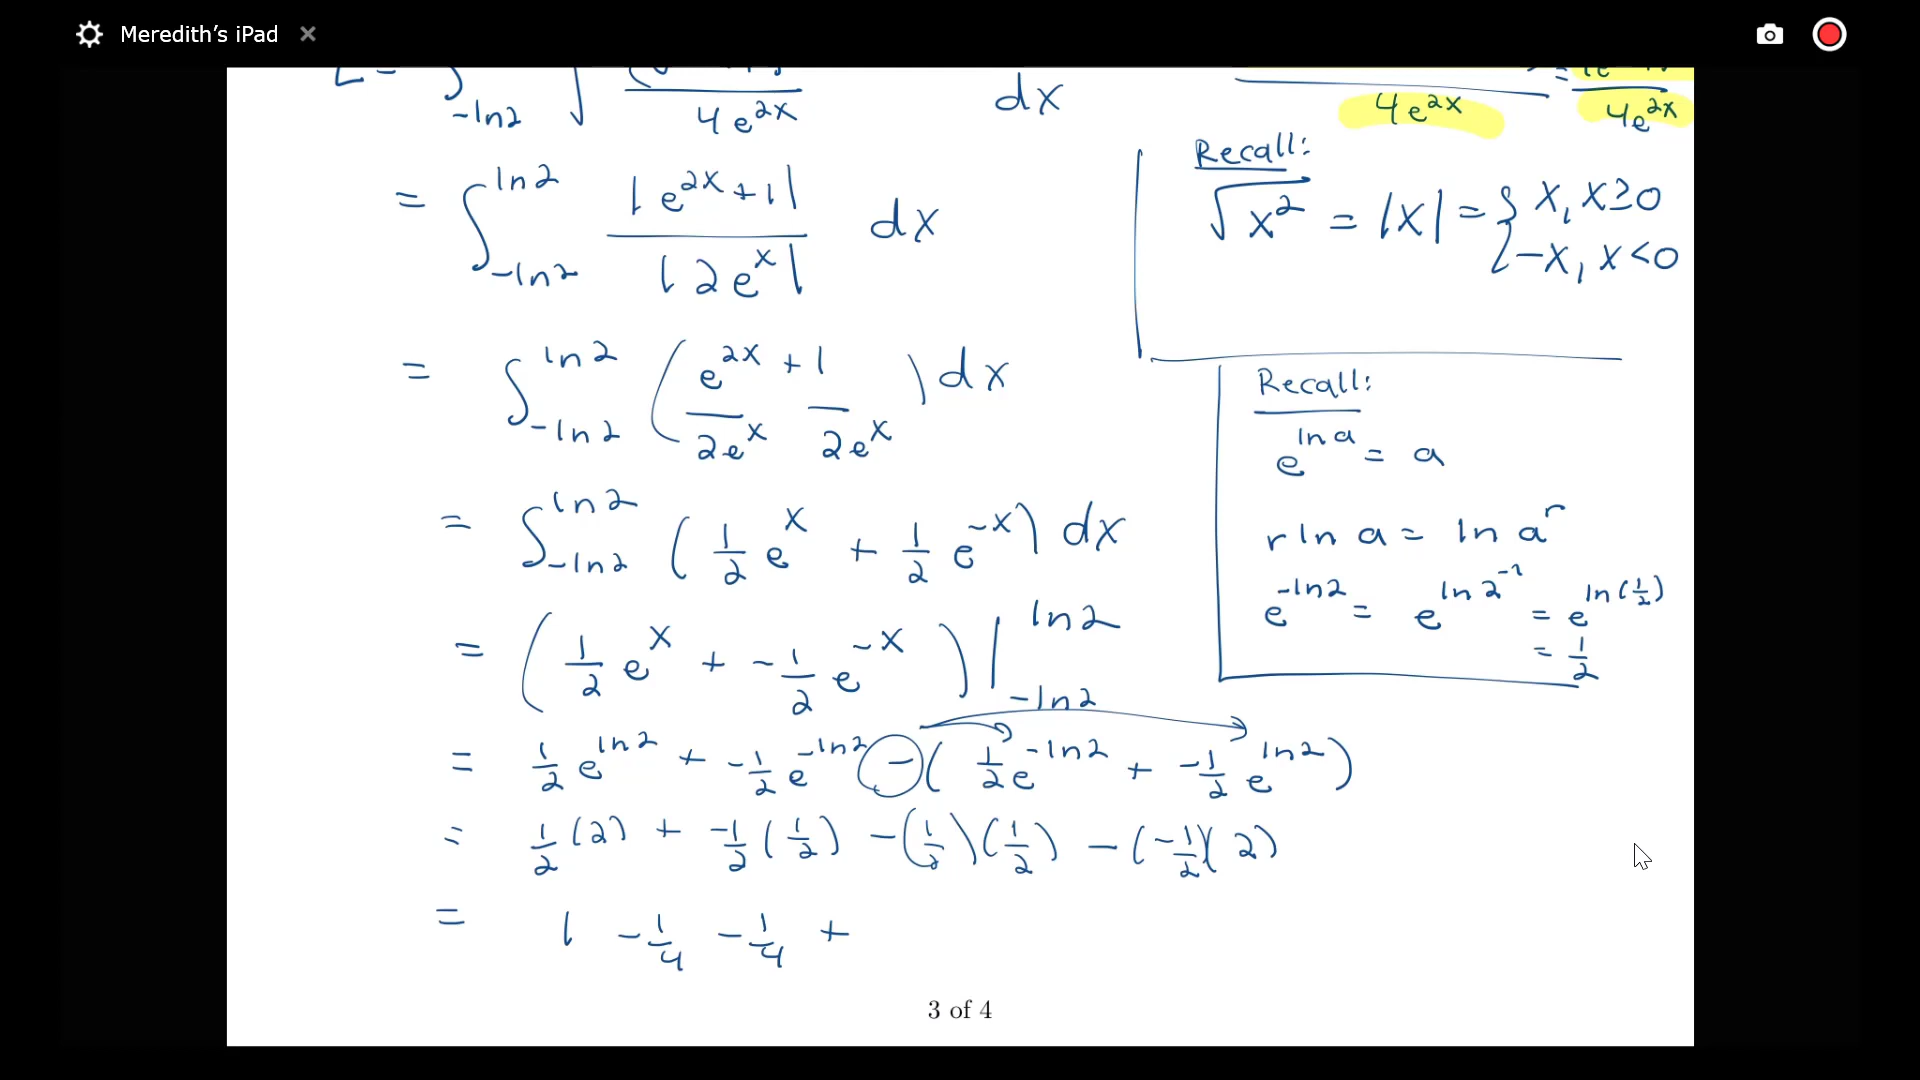 Meredith's iPad ×
L = ∫_{-ln2} √ 4e^{2x} dx
4e^{2x} = 4e^{2x}
= ∫_{-ln2}^{ln2} |e^{2x}+1| / |2e^x| dx
Recall:
√x² = |x| = { x, x≥0
-x, x<0
= ∫_{-ln2}^{ln2} ( e^{2x}/2e^x + 1/2e^x ) dx
= ∫_{-ln2}^{ln2} ( 1/2 e^x + 1/2 e^{-x} ) dx
= ( 1/2 e^x + -1/2 e^{-x} ) |_{-ln2}^{ln2}
Recall:
e^{ln a} = a
r ln a = ln a^r
e^{-ln2} = e^{ln 2^{-1}} = e^{ln(1/2)}
= 1/2
= 1/2 e^{ln2} + -1/2 e^{-ln2} - ( 1/2 e^{-ln2} + -1/2 e^{ln2} )
= 1/2 (2) + -1/2 (1/2) - (1/2)(1/2) - (-1/2)(2)
= 1 - 1/4 - 1/4 +
3 of 4